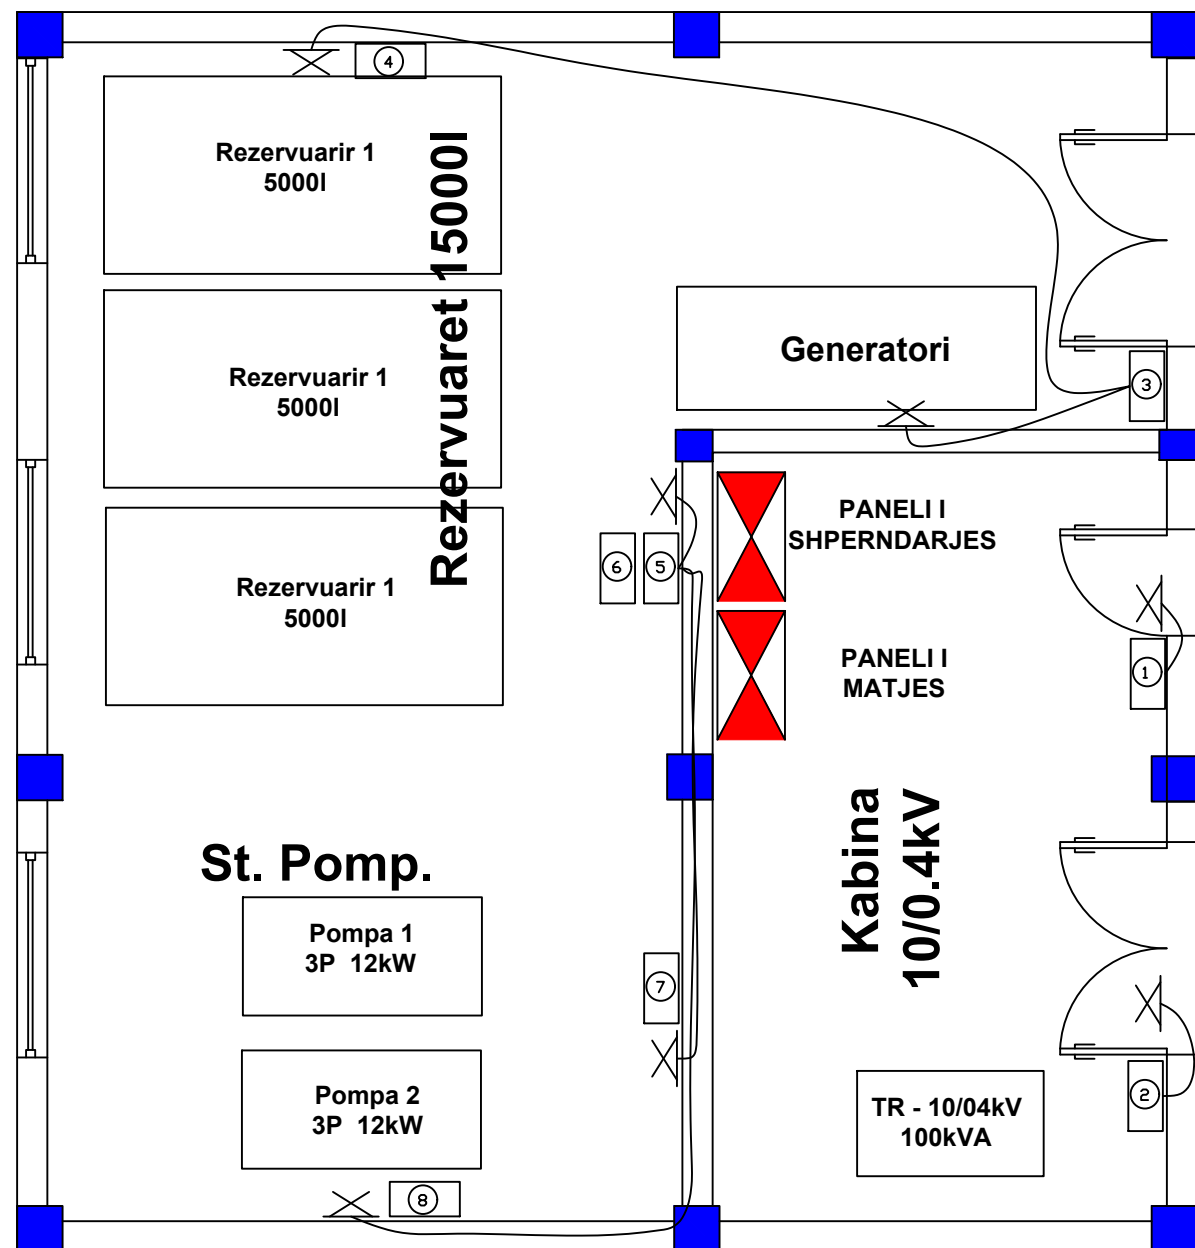 4
Rezervuarir 1
5000l
Rezervuaret 15000l
Rezervuarir 1
5000l
Generatori
3
Rezervuarir 1
5000l
6
5
PANELI I
SHPERNDARJES
PANELI I
MATJES
1
Kabina
10/0.4kV
St. Pomp.
Pompa 1
3P 12kW
7
Pompa 2
3P 12kW
TR - 10/04kV
100kVA
2
8